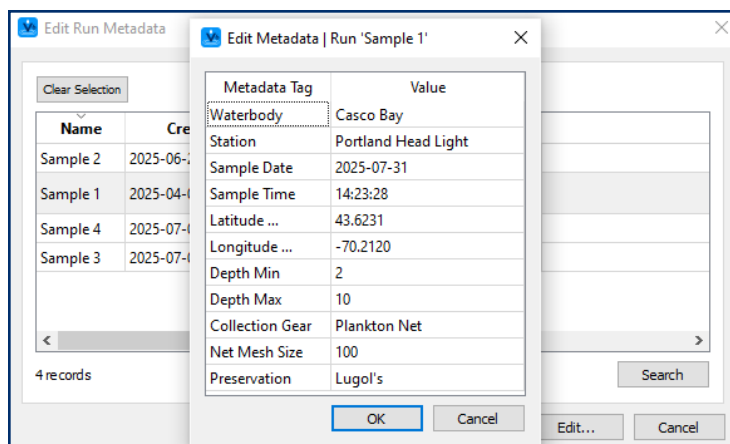 Edit Run Metadata
Edit Metadata | Run 'Sample 1'
Clear Selection
Name Cre
Sample 2 2025-06-2
Sample 1 2025-04-0
Sample 4 2025-07-0
Sample 3 2025-07-0
4 records
Search
Edit...
Cancel
Metadata Tag Value
Waterbody Casco Bay
Station Portland Head Light
Sample Date 2025-07-31
Sample Time 14:23:28
Latitude ... 43.6231
Longitude ... -70.2120
Depth Min 2
Depth Max 10
Collection Gear Plankton Net
Net Mesh Size 100
Preservation Lugol's
OK Cancel